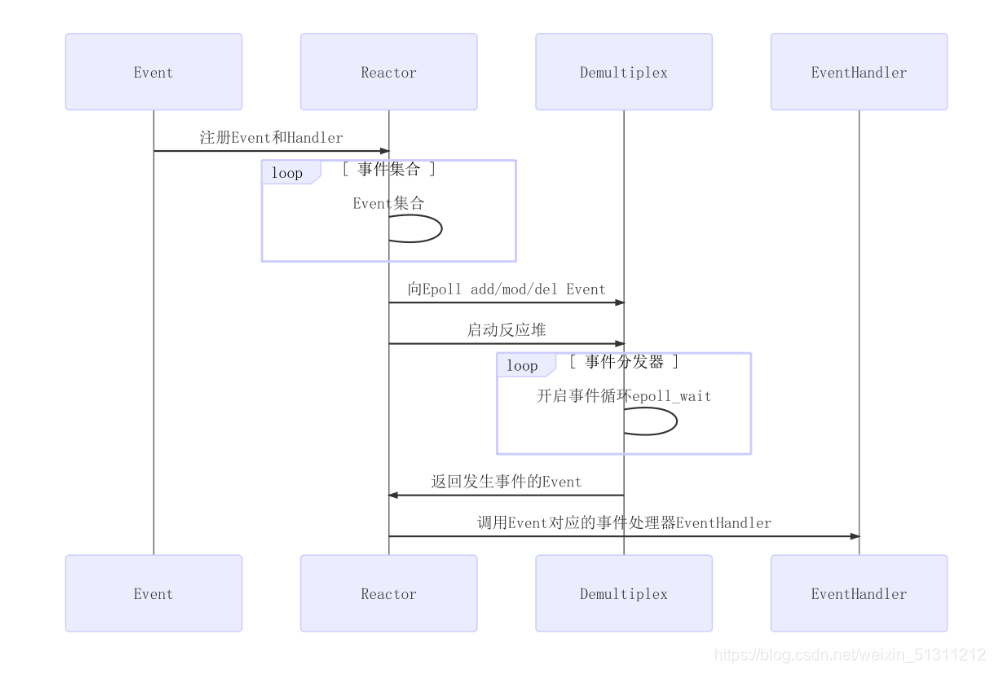 Event
Reactor
Demultiplex
EventHandler
注册Event和Handler
loop
[ 事件集合 ]
Event集合
向Epoll add/mod/del Event
启动反应堆
loop
[ 事件分发器 ]
开启事件循环epoll_wait
返回发生事件的Event
调用Event对应的事件处理器EventHandler
Event
Reactor
Demultiplex
EventHandler
https://blog.csdn.net/weixin_51311212